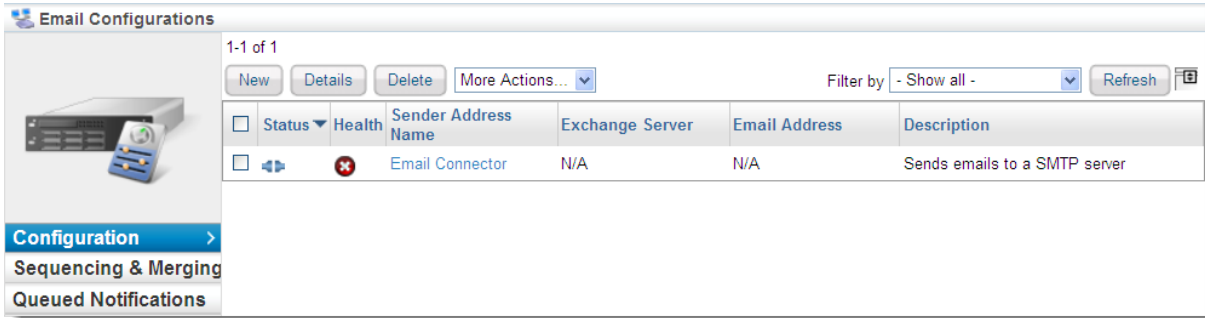 Email Configurations
1-1 of 1
New Details Delete More Actions... Filter by - Show all - Refresh
Status Health Sender Address Name Exchange Server Email Address Description
Email Connector N/A N/A Sends emails to a SMTP server
Configuration
Sequencing & Merging
Queued Notifications